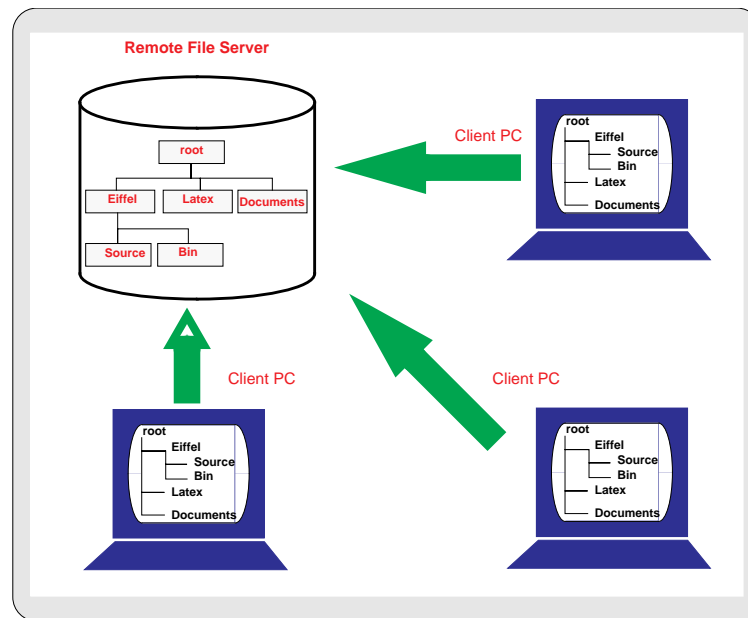 Remote File Server
root
Eiffel
Latex
Documents
Source
Bin
Client PC
root
Eiffel
Source
Bin
Latex
Documents
Client PC
root
Eiffel
Source
Bin
Latex
Documents
Client PC
root
Eiffel
Source
Bin
Latex
Documents